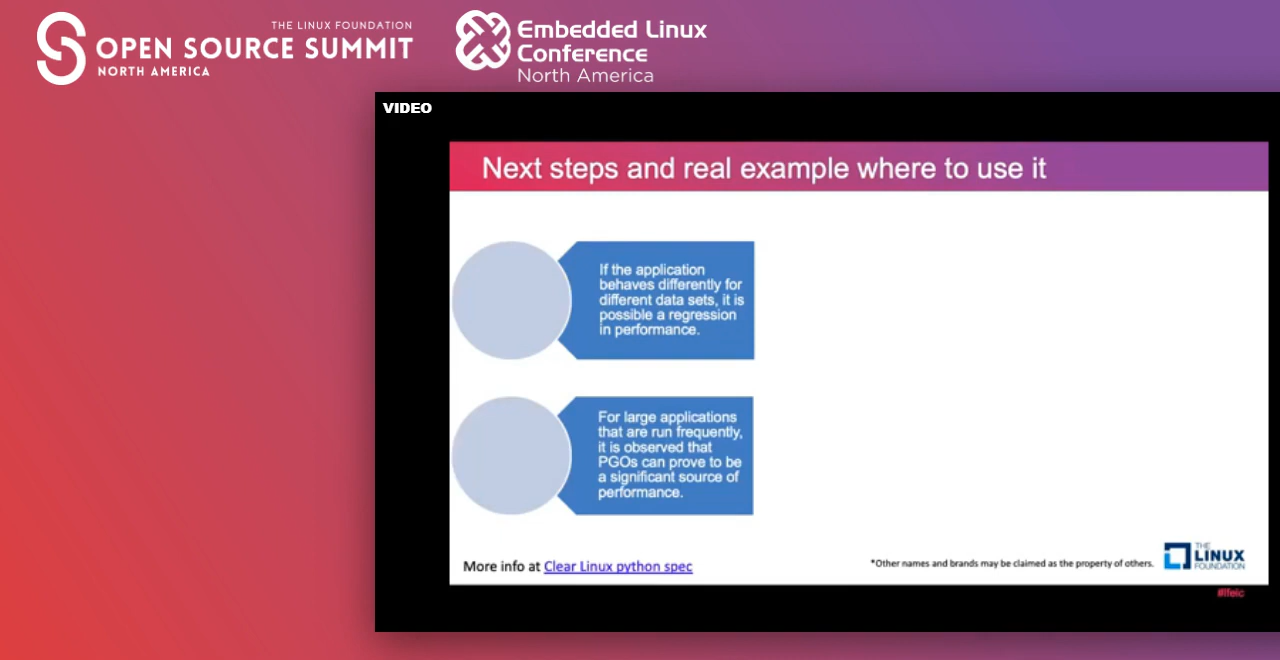 THE LINUX FOUNDATION
OPEN SOURCE SUMMIT
NORTH AMERICA
Embedded Linux
Conference
North America
VIDEO
Next steps and real example where to use it
If the application
behaves differently for
different data sets, it is
possible a regression
in performance.
For large applications
that are run frequently,
it is observed that
PGOs can prove to be
a significant source of
performance.
More info at Clear Linux python spec
*Other names and brands may be claimed as the property of others.
THE
LINUX
FOUNDATION
#lfelc